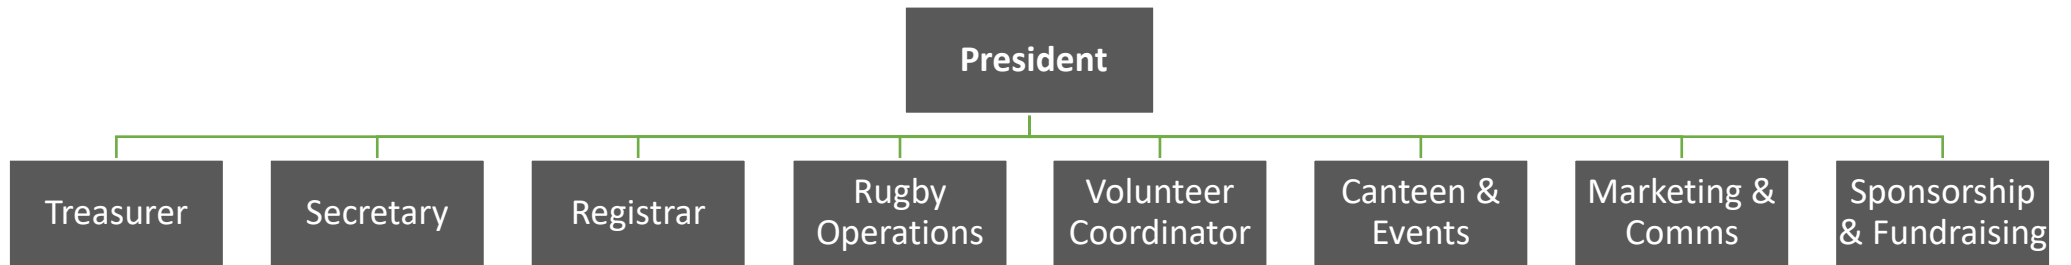 President
Treasurer
Secretary
Registrar
Rugby
Operations
Volunteer
Coordinator
Canteen &
Events
Marketing &
Comms
Sponsorship
& Fundraising